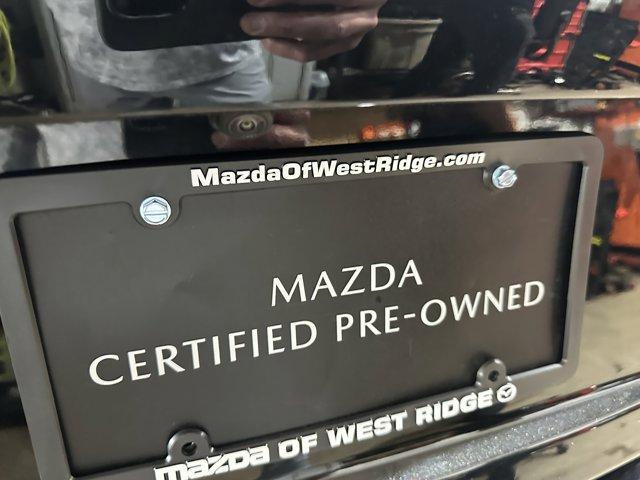 MazdaOfWestRidge.com
MAZDA
CERTIFIED PRE-OWNED
mazDa OF WEST RIDGE